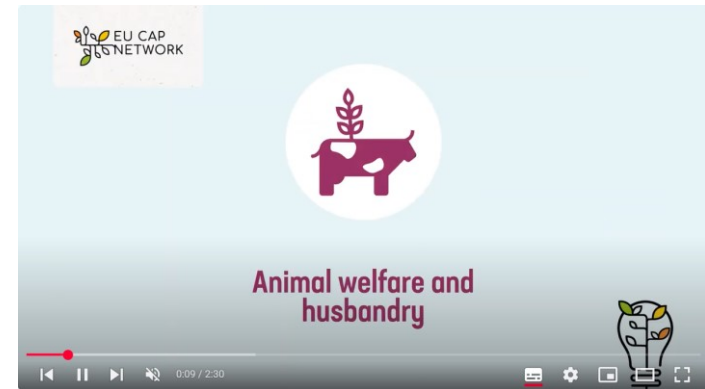 EU CAP
NETWORK
Animal welfare and
husbandry
0:09 / 2:30